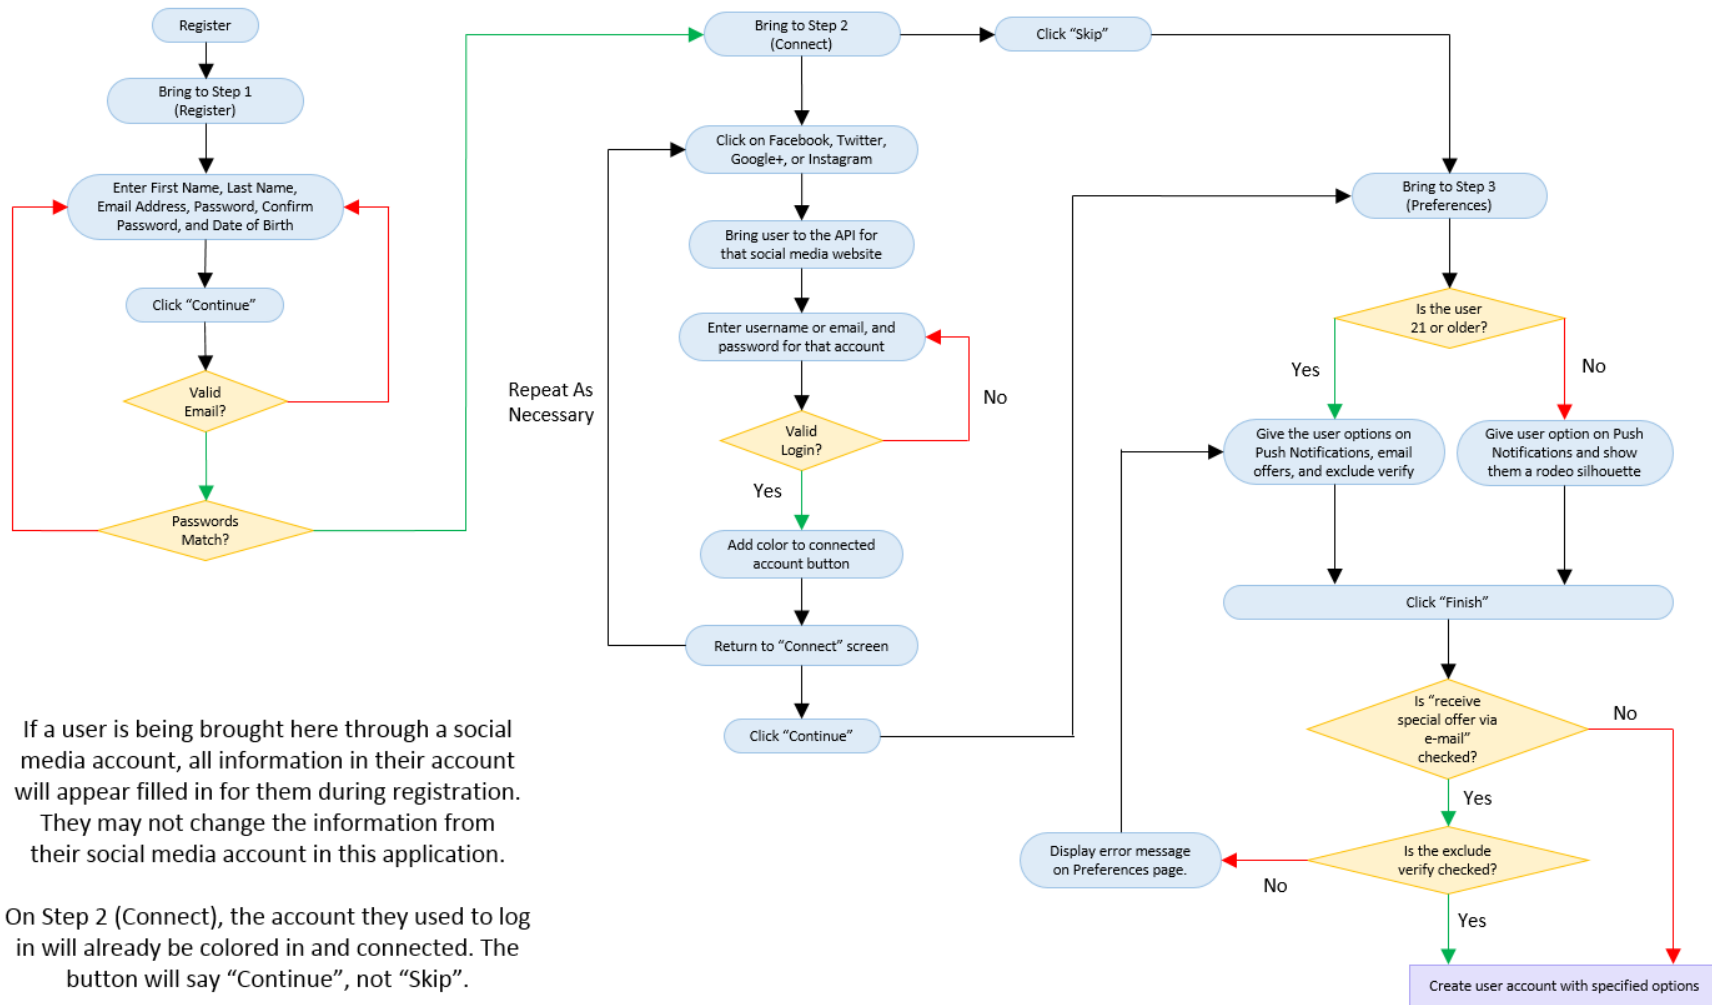 Register
Bring to Step 1
(Register)
Enter First Name, Last Name,
Email Address, Password, Confirm
Password, and Date of Birth
Click “Continue”
Valid
Email?
Passwords
Match?
If a user is being brought here through a social
media account, all information in their account
will appear filled in for them during registration.
They may not change the information from
their social media account in this application.
On Step 2 (Connect), the account they used to log
in will already be colored in and connected. The
button will say “Continue”, not “Skip”.
Bring to Step 2
(Connect)
Click “Skip”
Click on Facebook, Twitter,
Google+, or Instagram
Bring user to the API for
that social media website
Enter username or email, and
password for that account
Repeat As
Necessary
No
Valid
Login?
Yes
Add color to connected
account button
Return to “Connect” screen
Click “Continue”
Bring to Step 3
(Preferences)
Is the user
21 or older?
Yes
No
Give the user options on
Push Notifications, email
offers, and exclude verify
Give user option on Push
Notifications and show
them a rodeo silhouette
Click “Finish”
Is “receive
special offer via
e-mail”
checked?
No
Yes
Is the exclude
verify checked?
Display error message
on Preferences page.
No
Yes
Create user account with specified options